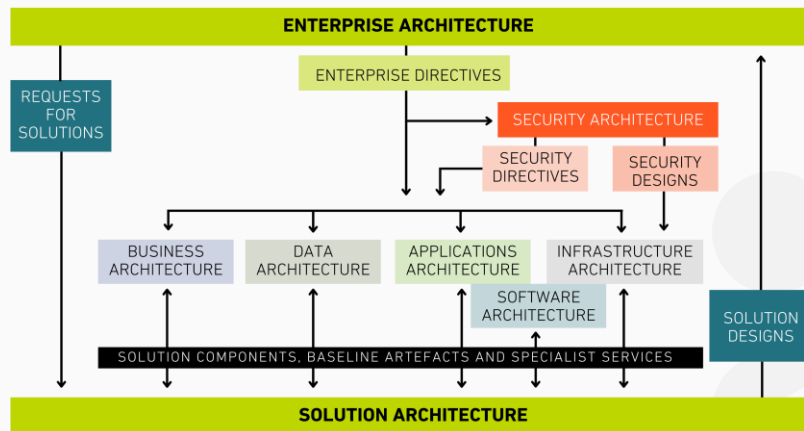 ENTERPRISE ARCHITECTURE
ENTERPRISE DIRECTIVES
REQUESTS
FOR
SOLUTIONS
SECURITY ARCHITECTURE
SECURITY
DIRECTIVES
SECURITY
DESIGNS
BUSINESS
ARCHITECTURE
DATA
ARCHITECTURE
APPLICATIONS
ARCHITECTURE
INFRASTRUCTURE
ARCHITECTURE
SOFTWARE
ARCHITECTURE
SOLUTION
DESIGNS
SOLUTION COMPONENTS, BASELINE ARTEFACTS AND SPECIALIST SERVICES
SOLUTION ARCHITECTURE